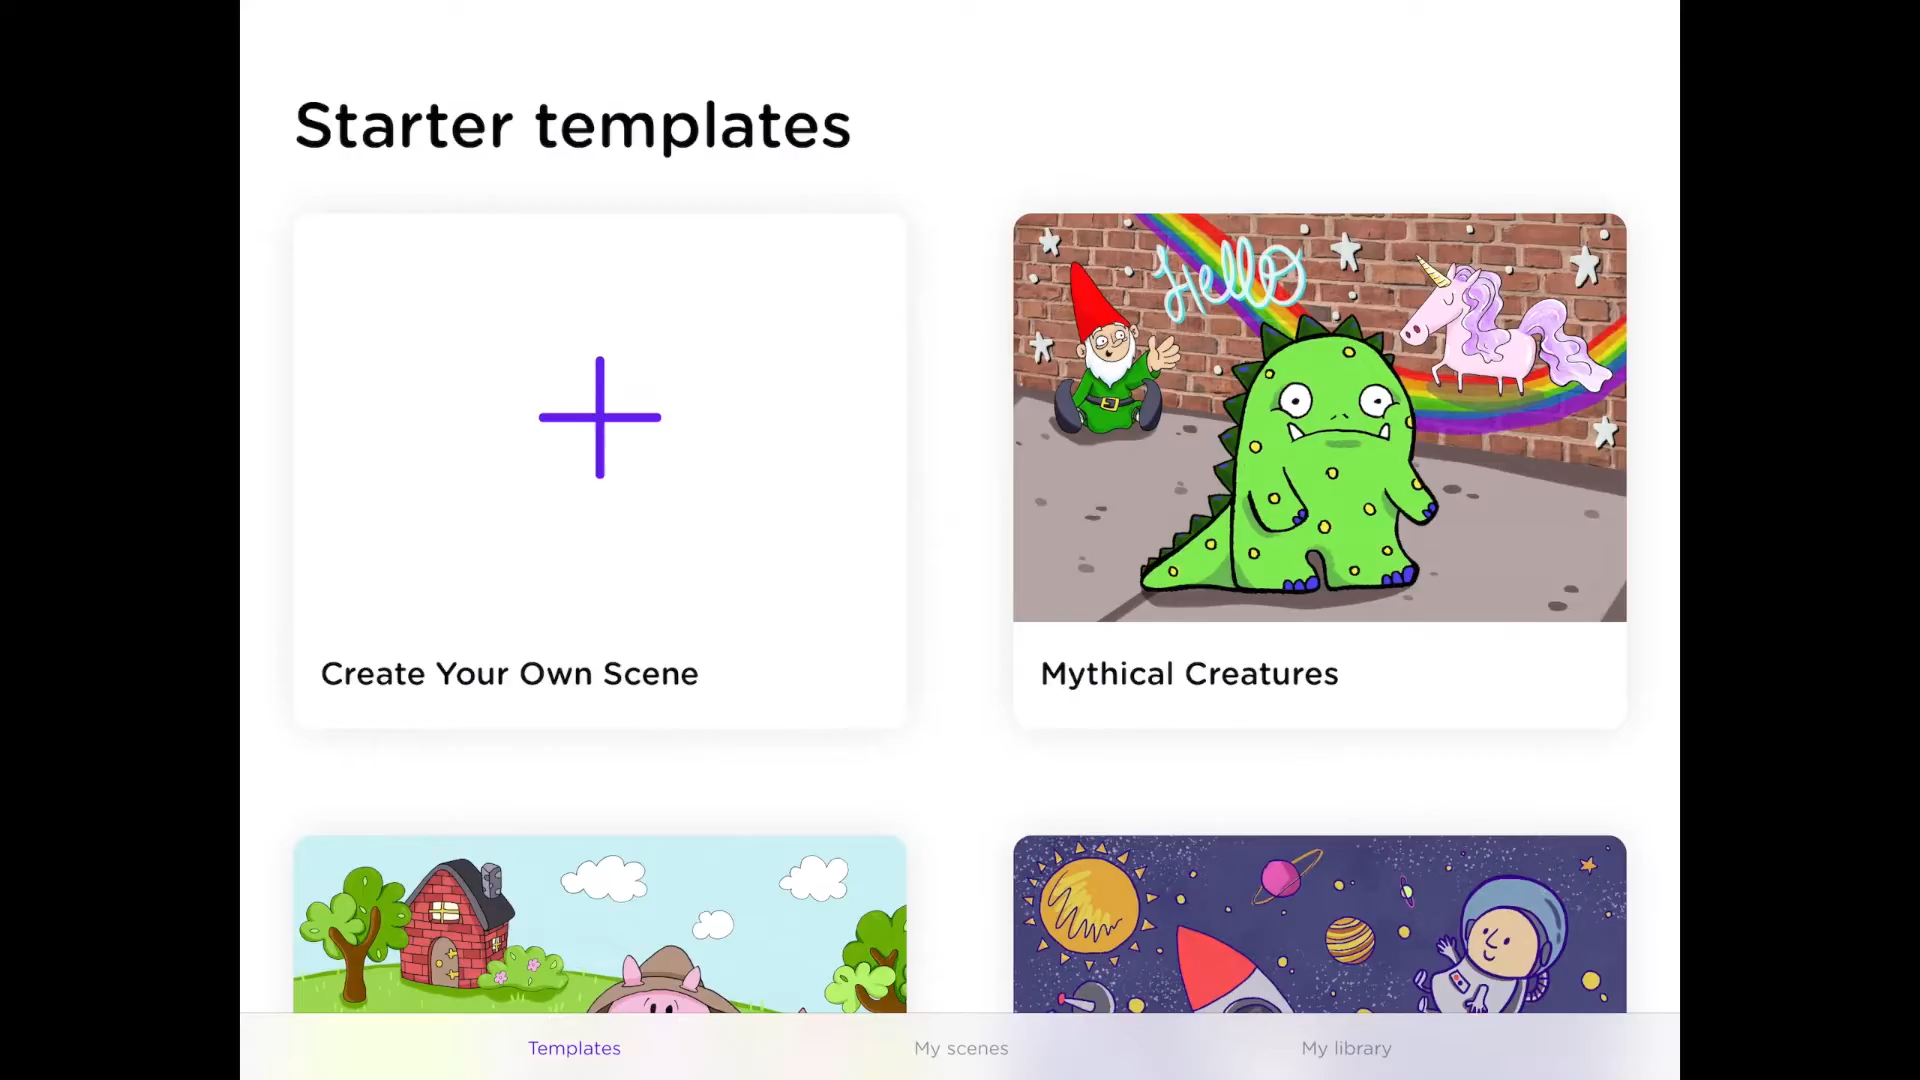 Starter templates
Hello
Create Your Own Scene
Mythical Creatures
Templates
My scenes
My library